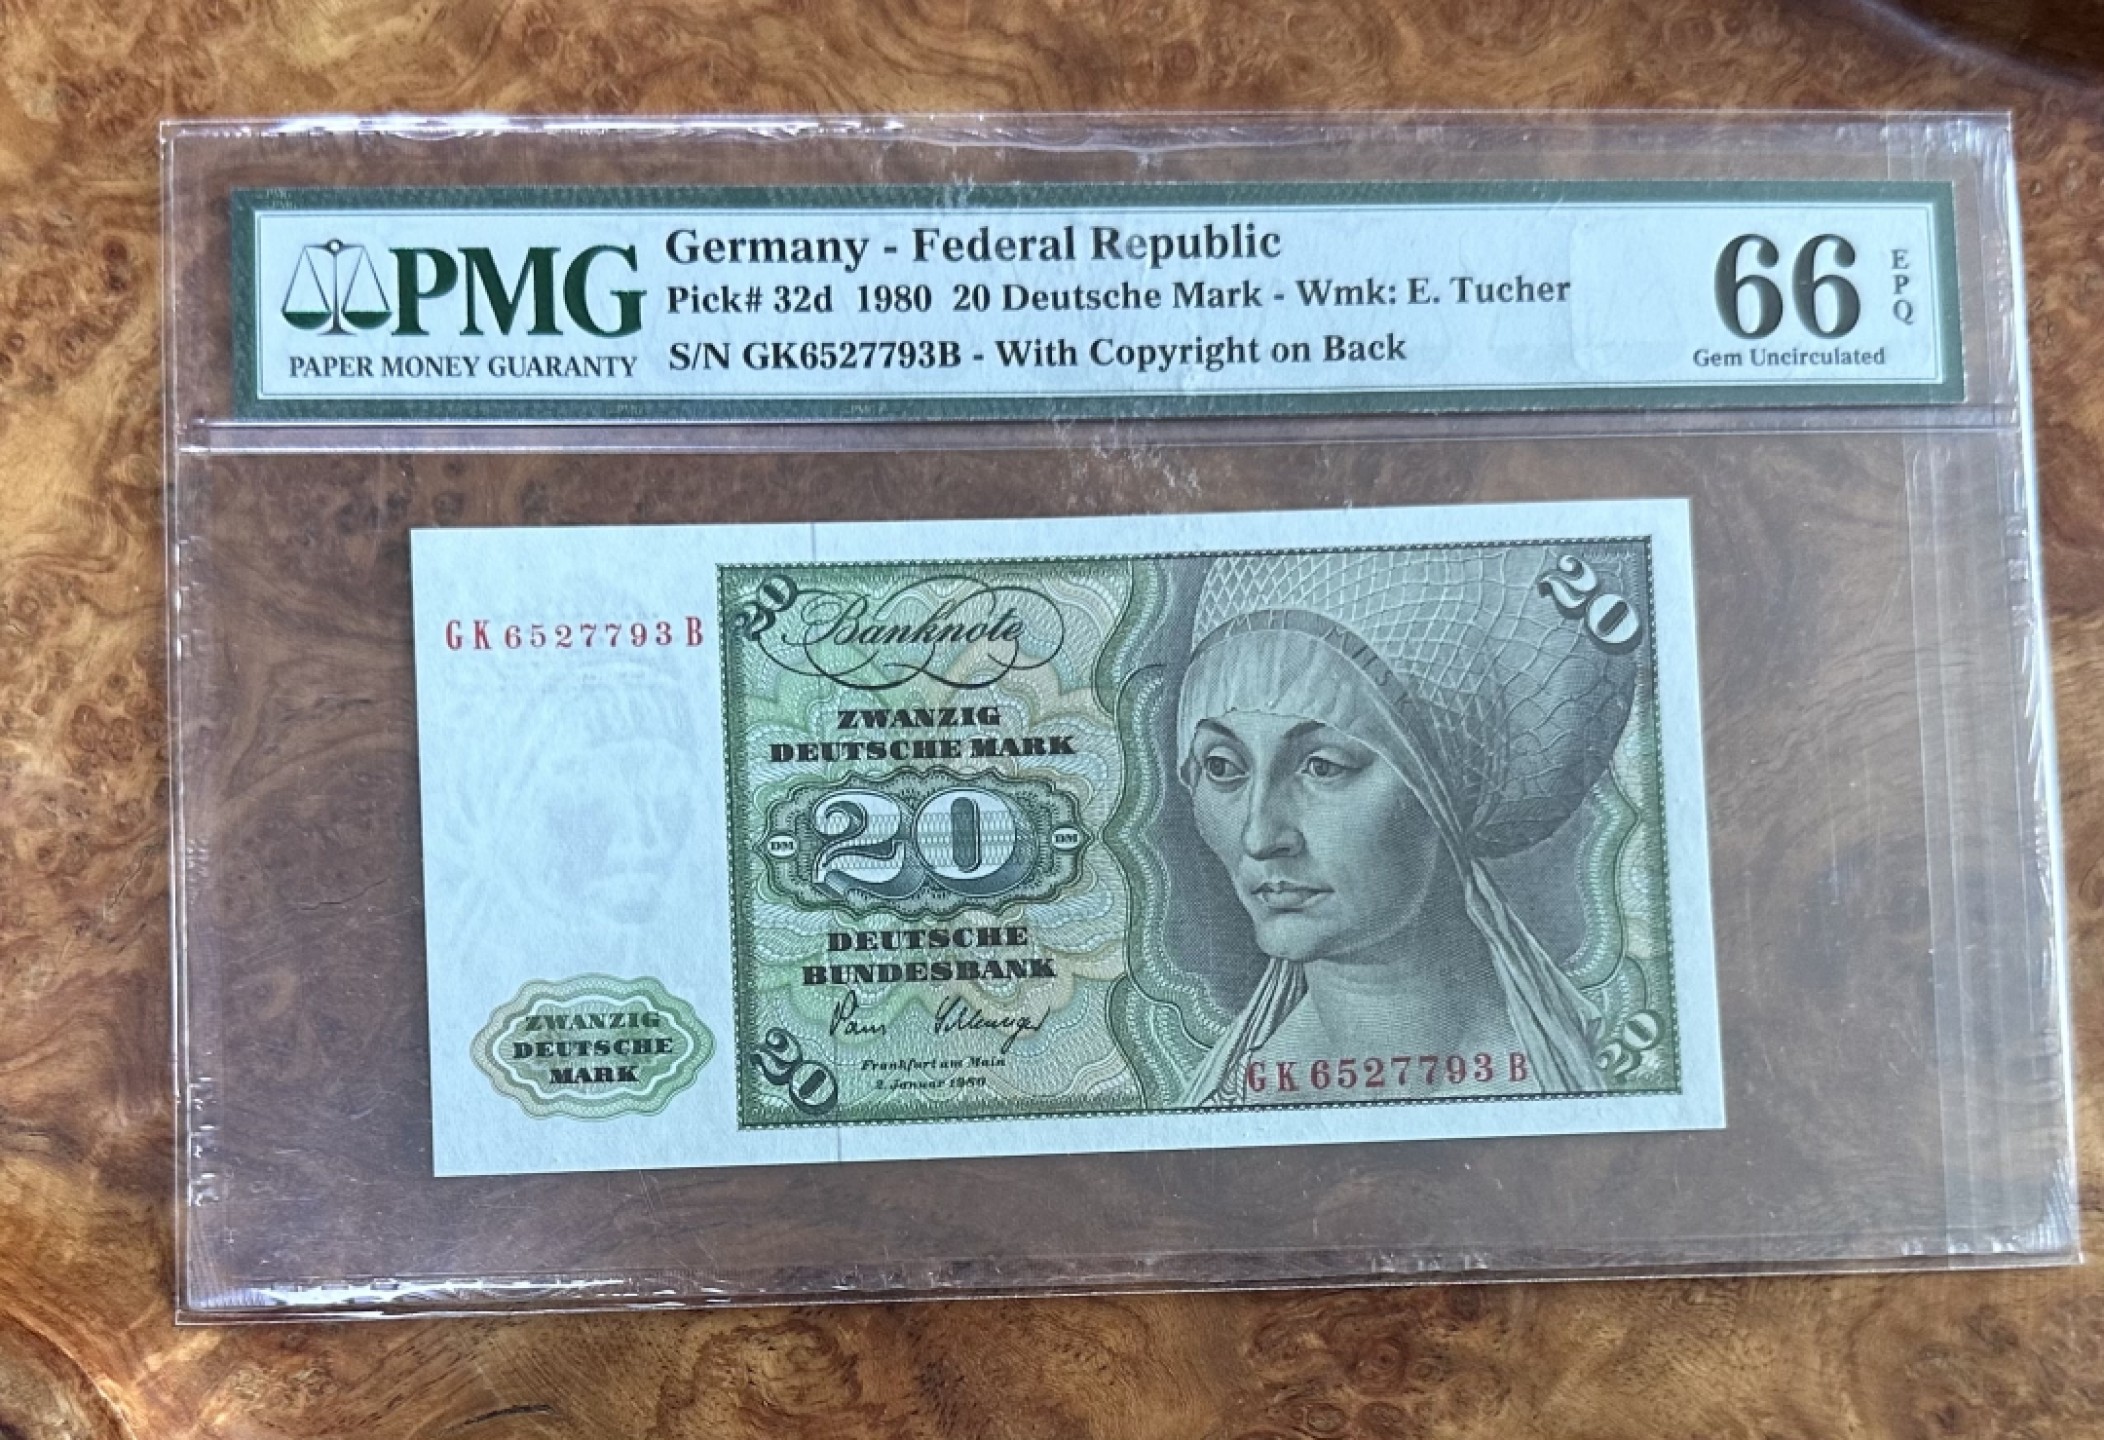 PMG
PAPER MONEY GUARANTY
Germany - Federal Republic
Pick# 32d 1980 20 Deutsche Mark - Wmk: E. Tucher
S/N GK6527793B - With Copyright on Back
66
EPQ
Gem Uncirculated
GK6527793B
20
Banknote
20
ZWANZIG
DEUTSCHE MARK
DM 20 DM
DEUTSCHE
BUNDESBANK
Frankfurt am Main
2. Januar 1980
ZWANZIG
DEUTSCHE
MARK
20
GK6527793B
20